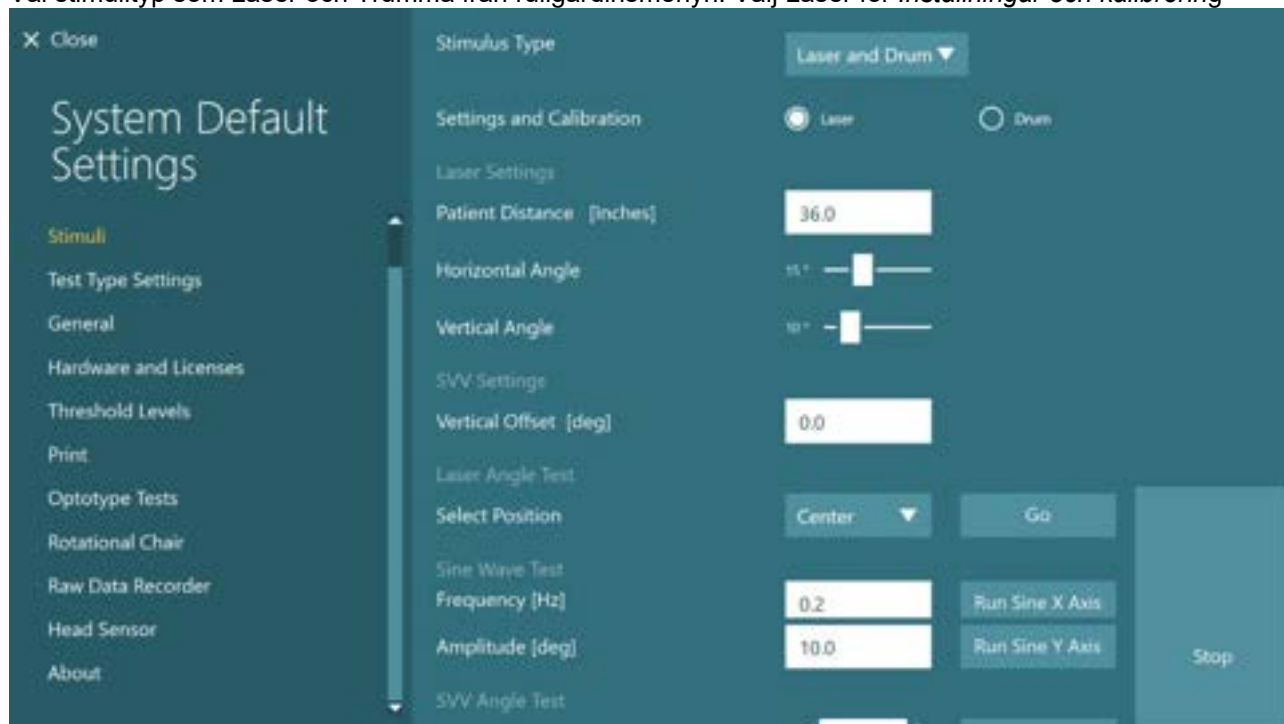 Val stimulityp som Laser och Trumma från rullgardinsmenyn. Välj Laser för Inställningar och kalibrering
X Close
System Default
Settings
Stimuli
Test Type Settings
General
Hardware and Licenses
Threshold Levels
Print
Optotype Tests
Rotational Chair
Raw Data Recorder
Head Sensor
About
Stimulus Type Laser and Drum
Settings and Calibration Laser Drum
Laser Settings
Patient Distance [inches] 36.0
Horizontal Angle 15 °
Vertical Angle 10 °
SVV Settings
Vertical Offset [deg] 0.0
Laser Angle Test
Select Position Center Go
Sine Wave Test
Frequency [Hz] 0.2 Run Sine X Axis
Amplitude [deg] 10.0 Run Sine Y Axis
Stop
SVV Angle Test